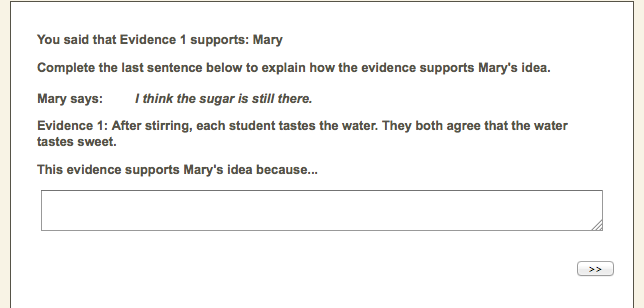 You said that Evidence 1 supports: Mary
Complete the last sentence below to explain how the evidence supports Mary's idea.
Mary says: I think the sugar is still there.
Evidence 1: After stirring, each student tastes the water. They both agree that the water
tastes sweet.
This evidence supports Mary's idea because...
>>